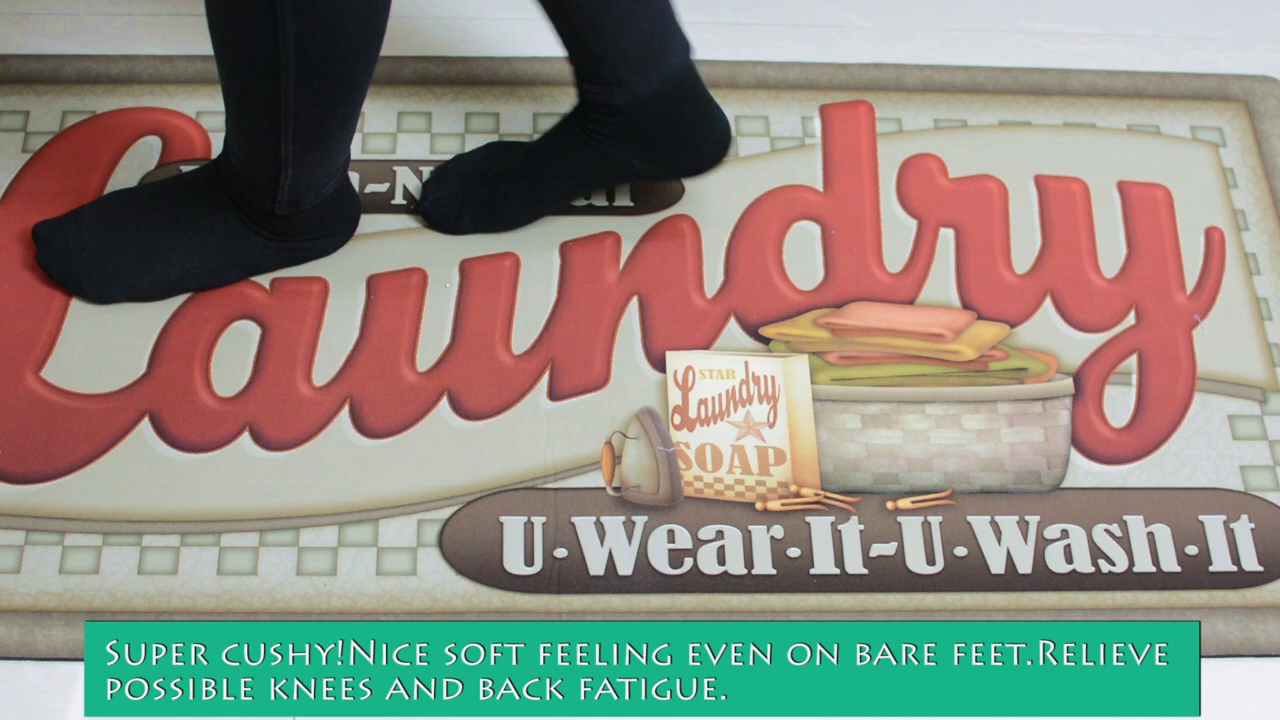 Laundry
STAR
Laundry
SOAP
U·Wear·It~U·Wash·It
Super cushy!Nice soft feeling even on bare feet.Relieve
possible knees and back fatigue.